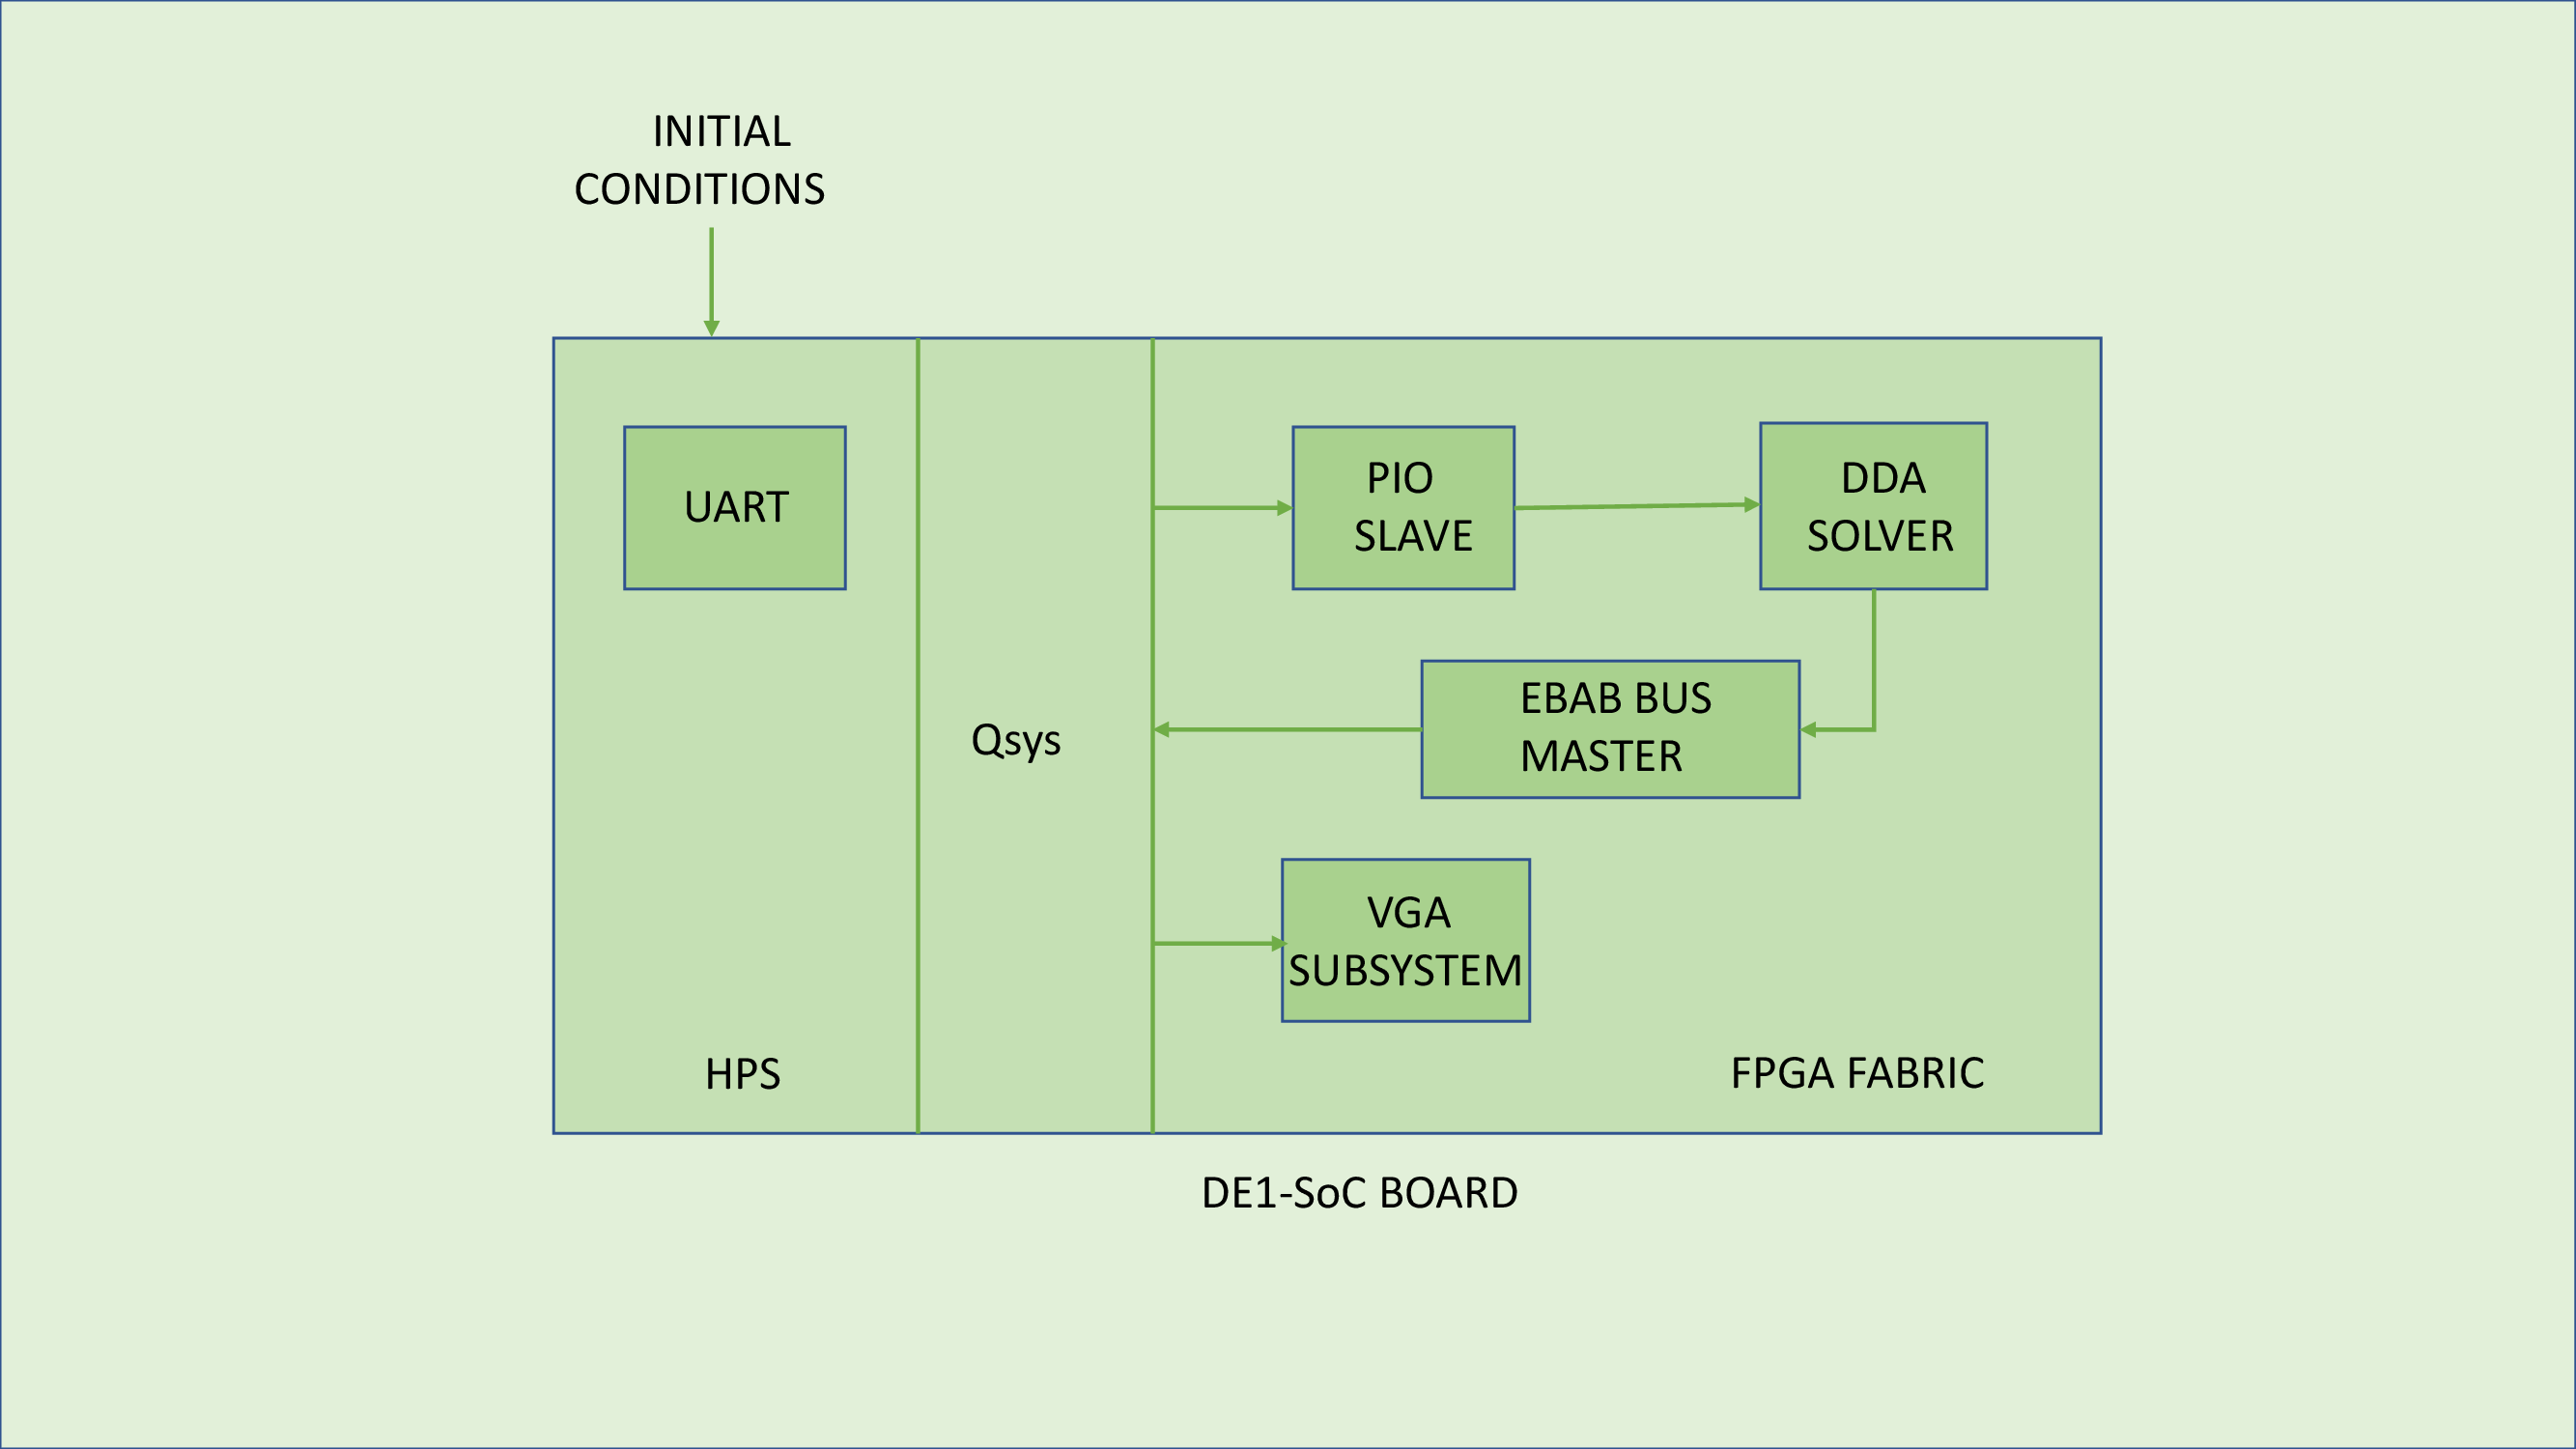 INITIAL
CONDITIONS
UART
PIO
SLAVE
DDA
SOLVER
EBAB BUS
MASTER
Qsys
VGA
SUBSYSTEM
HPS
FPGA FABRIC
DE1-SoC BOARD